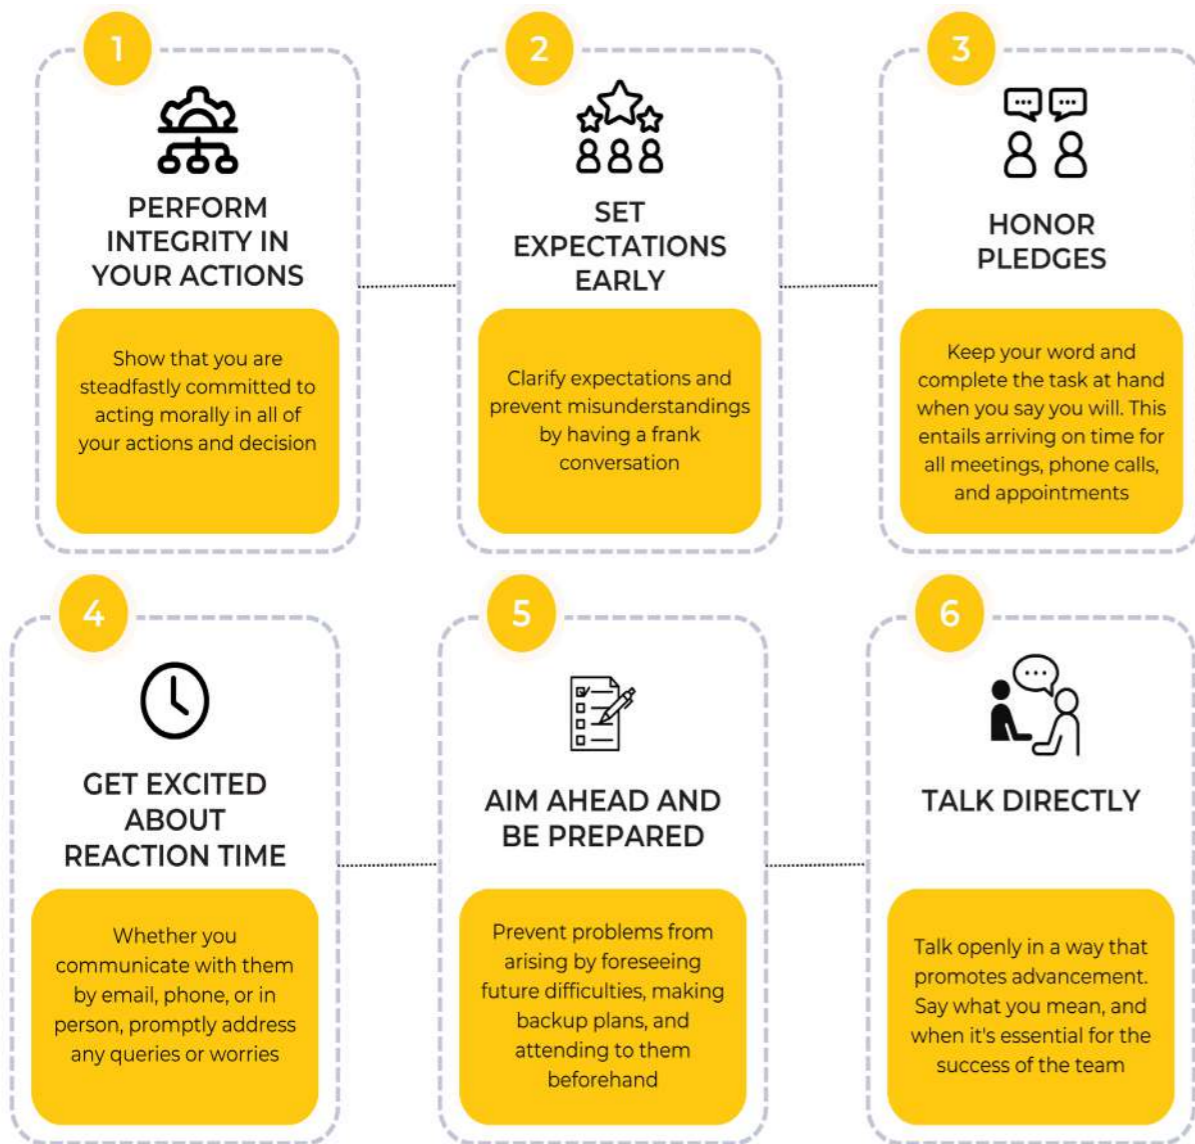 1
PERFORM
INTEGRITY IN
YOUR ACTIONS
Show that you are
steadfastly committed to
acting morally in all of
your actions and decision
2
SET
EXPECTATIONS
EARLY
Clarify expectations and
prevent misunderstandings
by having a frank
conversation
3
HONOR
PLEDGES
Keep your word and
complete the task at hand
when you say you will. This
entails arriving on time for
all meetings, phone calls,
and appointments
4
GET EXCITED
ABOUT
REACTION TIME
Whether you
communicate with them
by email, phone, or in
person, promptly address
any queries or worries
5
AIM AHEAD AND
BE PREPARED
Prevent problems from
arising by foreseeing
future difficulties, making
backup plans, and
attending to them
beforehand
6
TALK DIRECTLY
Talk openly in a way that
promotes advancement.
Say what you mean, and
when it's essential for the
success of the team